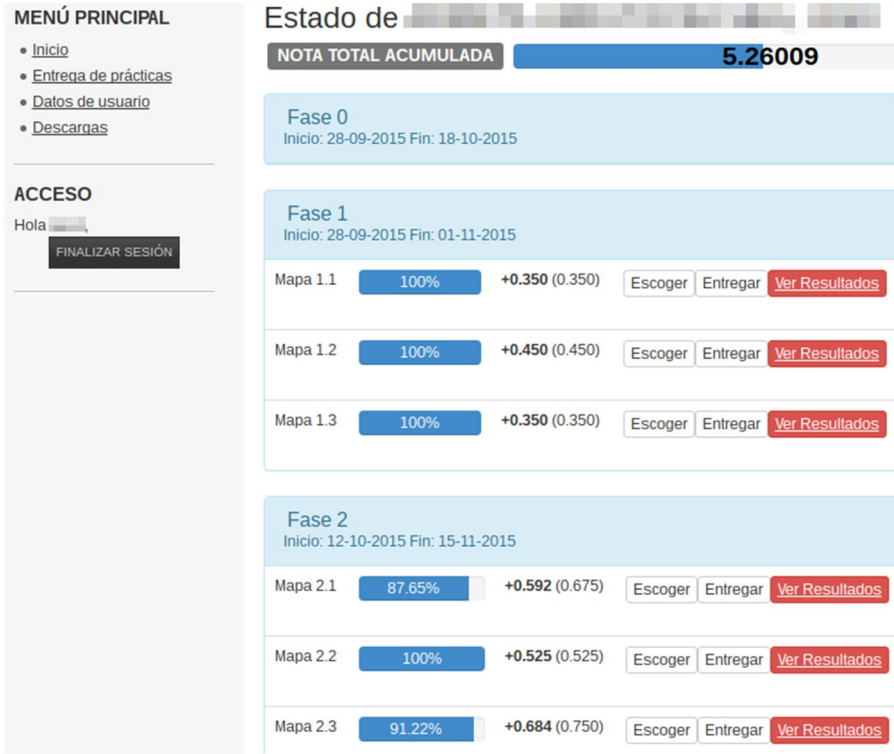 MENÚ PRINCIPAL
Inicio
Entrega de prácticas
Datos de usuario
Descargas
ACCESO
Hola ,
FINALIZAR SESIÓN
Estado de
NOTA TOTAL ACUMULADA 5.26009
Fase 0
Inicio: 28-09-2015 Fin: 18-10-2015
Fase 1
Inicio: 28-09-2015 Fin: 01-11-2015
Mapa 1.1 100% +0.350 (0.350) Escoger Entregar Ver Resultados
Mapa 1.2 100% +0.450 (0.450) Escoger Entregar Ver Resultados
Mapa 1.3 100% +0.350 (0.350) Escoger Entregar Ver Resultados
Fase 2
Inicio: 12-10-2015 Fin: 15-11-2015
Mapa 2.1 87.65% +0.592 (0.675) Escoger Entregar Ver Resultados
Mapa 2.2 100% +0.525 (0.525) Escoger Entregar Ver Resultados
Mapa 2.3 91.22% +0.684 (0.750) Escoger Entregar Ver Resultados